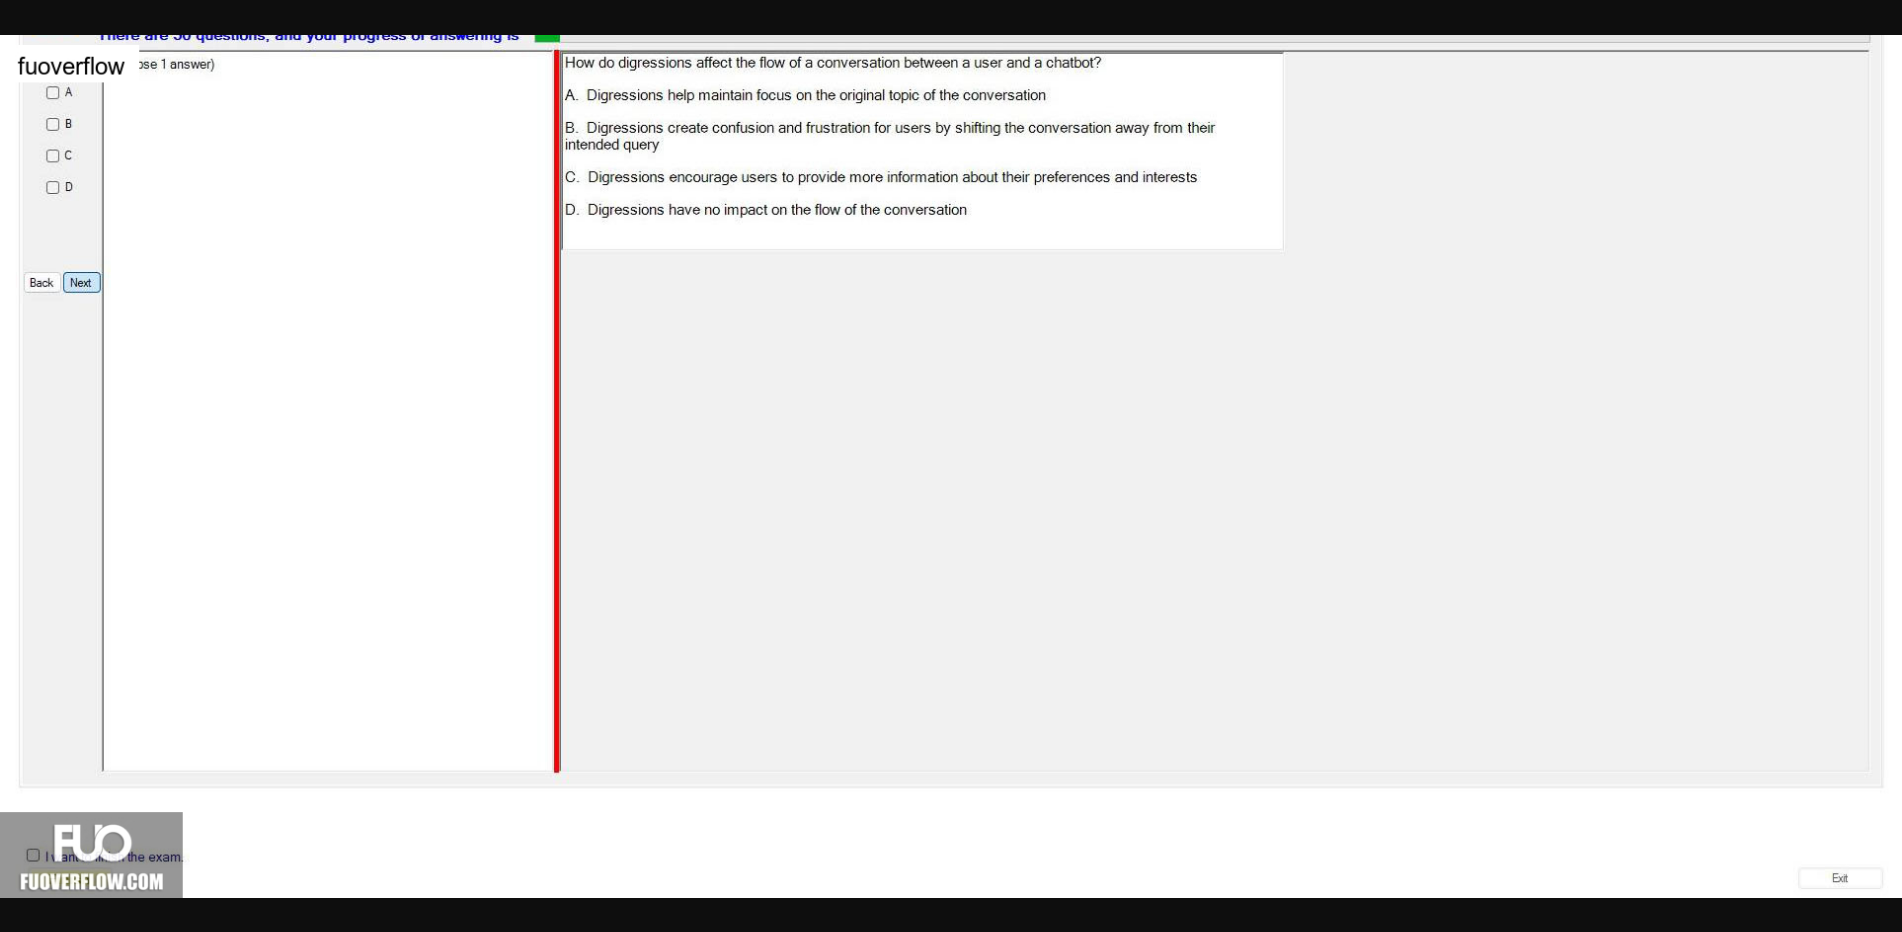 There are 50 questions, and your progress of answering is
fuoverflow
ose 1 answer)
A
B
C
D
Back
Next
How do digressions affect the flow of a conversation between a user and a chatbot?
A. Digressions help maintain focus on the original topic of the conversation
B. Digressions create confusion and frustration for users by shifting the conversation away from their
intended query
C. Digressions encourage users to provide more information about their preferences and interests
D. Digressions have no impact on the flow of the conversation
FUO
I want the exam.
FUOVERFLOW.COM
Exit